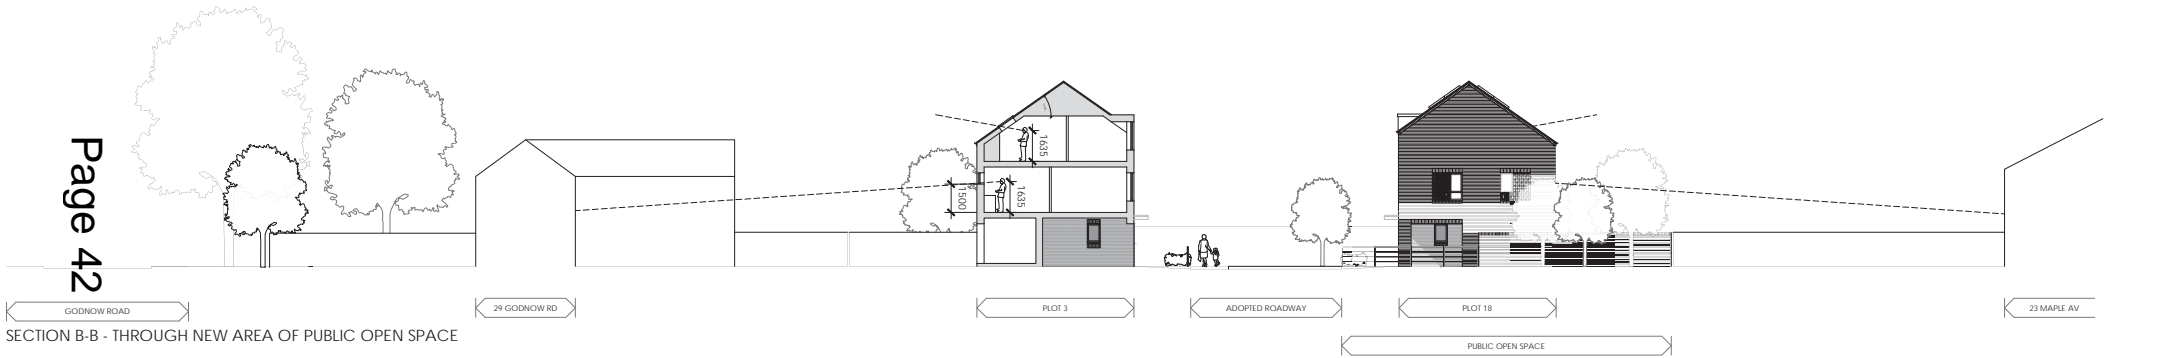 Page 42
1635
1500
1635
GODNOW ROAD
29 GODNOW RD
PLOT 3
ADOPTED ROADWAY
PLOT 18
23 MAPLE AV
SECTION B-B - THROUGH NEW AREA OF PUBLIC OPEN SPACE
PUBLIC OPEN SPACE